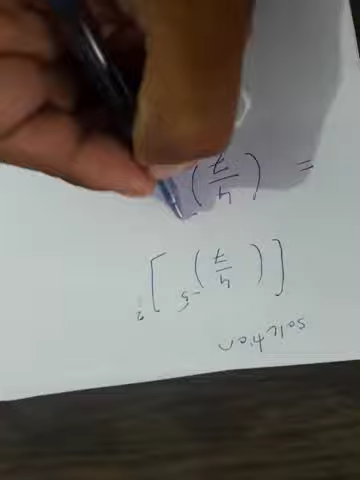 solution
[(4/7)^-5]^2
= (4/7)^-